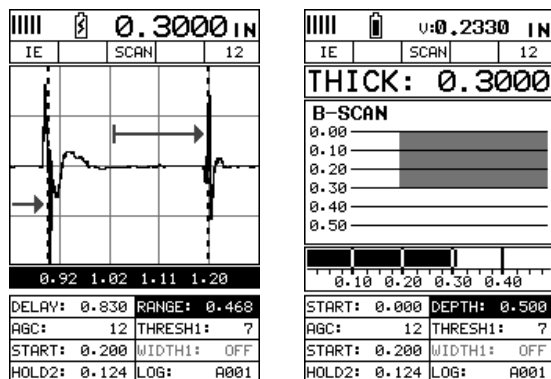 0.3000 IN
IE SCAN 12
0.92 1.02 1.11 1.20
DELAY: 0.830 RANGE: 0.468
AGC: 12 THRESH1: 7
START: 0.200 WIDTH1: OFF
HOLD2: 0.124 LOG: A001
V:0.2330 IN
IE SCAN 12
THICK: 0.3000
B-SCAN
0.00
0.10
0.20
0.30
0.40
0.50
0.10 0.20 0.30 0.40
START: 0.000 DEPTH: 0.500
AGC: 12 THRESH1: 7
START: 0.200 WIDTH1: OFF
HOLD2: 0.124 LOG: A001